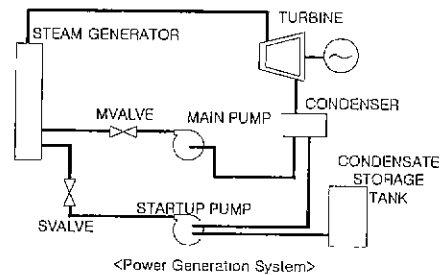 TURBINE
STEAM GENERATOR
MVALVE
MAIN PUMP
CONDENSER
CONDENSATE
STORAGE
TANK
STARTUP PUMP
SVALVE
<Power Generation System>